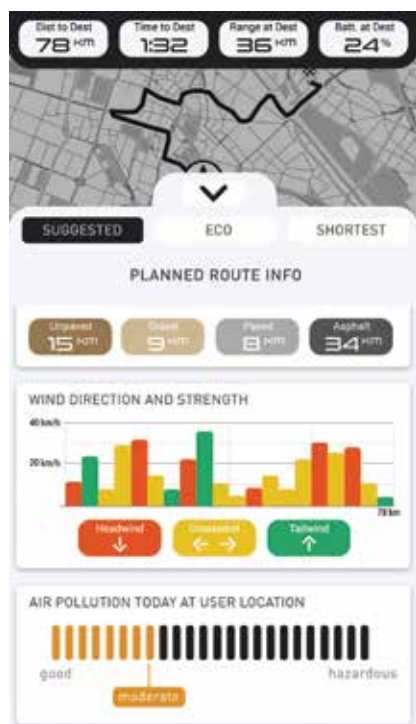 Dist to Dest Time to Dest Range at Dest Batt. at Dest
78 KM 1:32 36 KM 24 %
SUGGESTED ECO SHORTEST
PLANNED ROUTE INFO
Unpaved Gravel Paved Asphalt
15 KM 9 KM 8 KM 34 KM
WIND DIRECTION AND STRENGTH
40 km/h
20 km/h
78 km
Headwind Crosswind Tailwind
AIR POLLUTION TODAY AT USER LOCATION
good hazardous
moderate